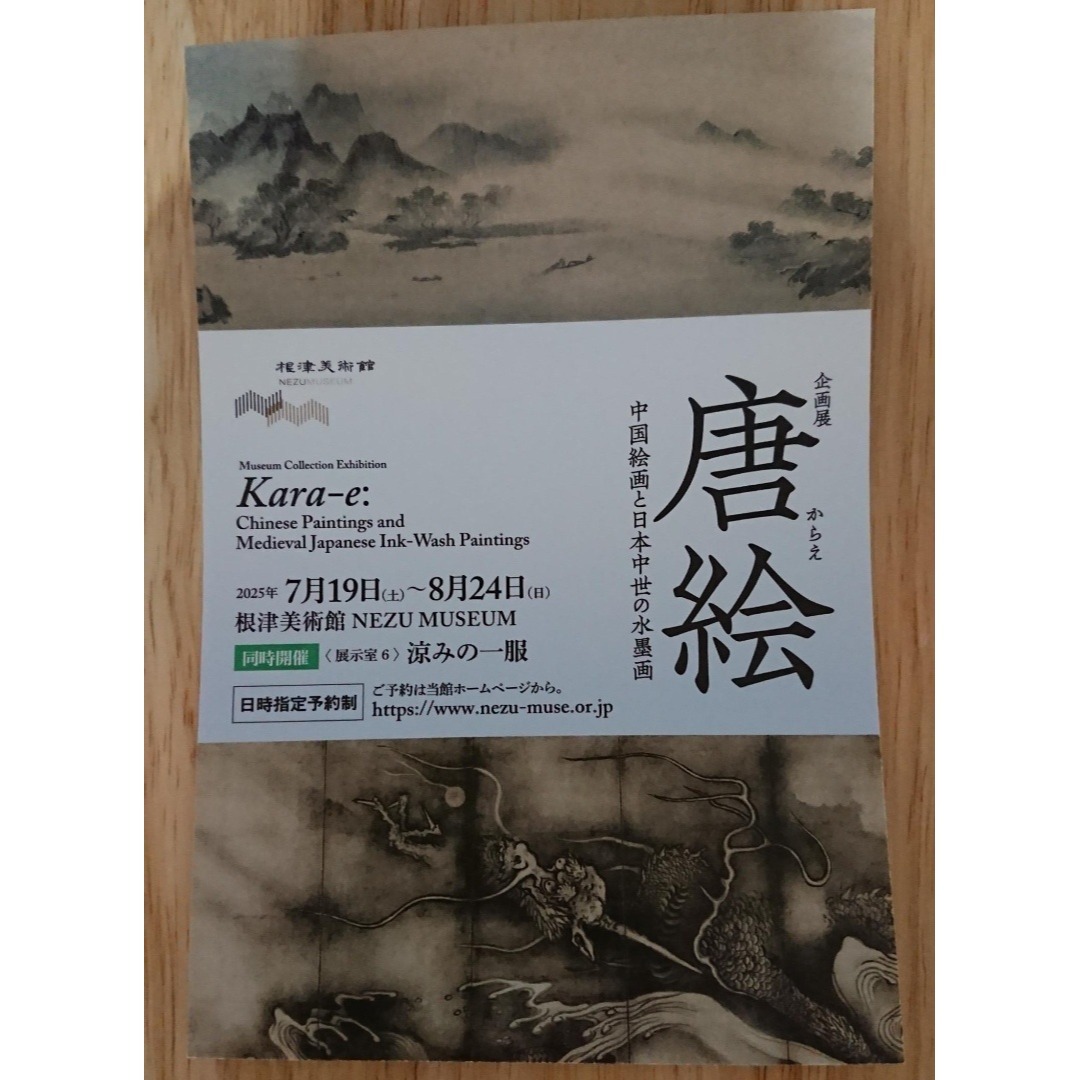 根津美術館
NEZUMUSEUM
企画展
唐絵
からえ
中国絵画と日本中世の水墨画
Museum Collection Exhibition
Kara-e:
Chinese Paintings and
Medieval Japanese Ink-Wash Paintings
2025年 7月19日(土)~8月24日(日)
根津美術館 NEZU MUSEUM
同時開催 〈展示室6〉 涼みの一服
日時指定予約制
ご予約は当館ホームページから。
https://www.nezu-muse.or.jp